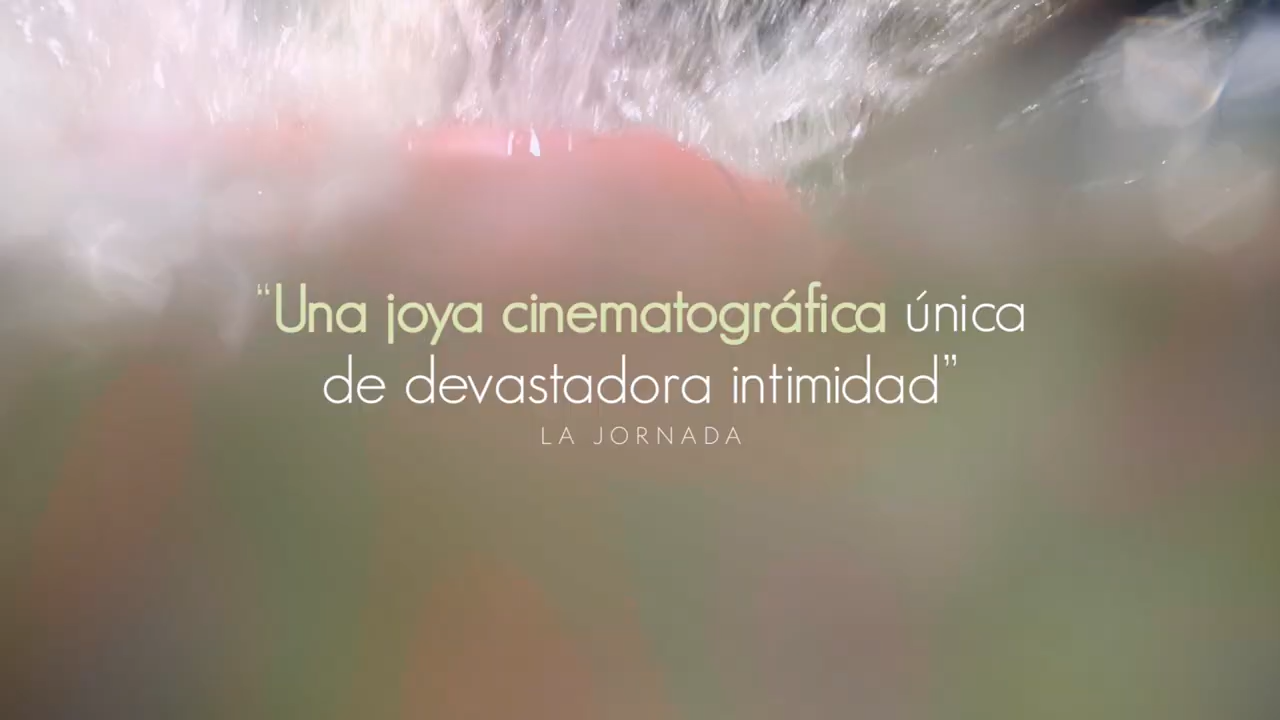 “Una joya cinematográfica única
de devastadora intimidad”
LA JORNADA